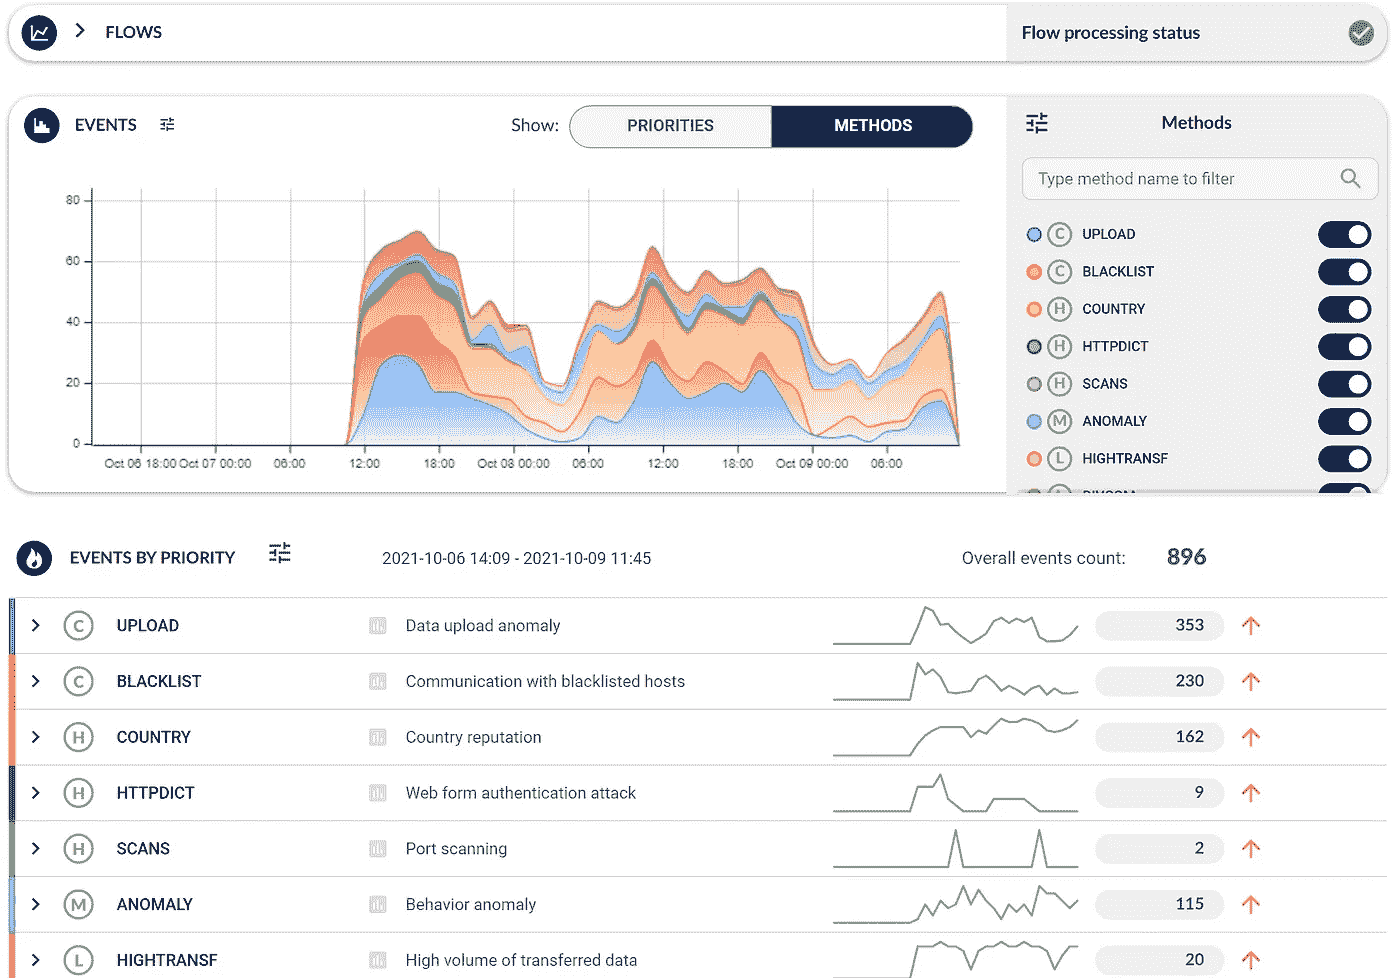 FLOWS
Flow processing status
EVENTS
Show: PRIORITIES METHODS
Methods
Type method name to filter
C UPLOAD
C BLACKLIST
H COUNTRY
H HTTPDICT
H SCANS
M ANOMALY
L HIGHTRANSF
80
60
40
20
0
Oct 06 18:00 Oct 07 00:00 06:00 12:00 18:00 Oct 08 00:00 06:00 12:00 18:00 Oct 09 00:00 06:00
EVENTS BY PRIORITY 2021-10-06 14:09 - 2021-10-09 11:45 Overall events count: 896
C UPLOAD Data upload anomaly 353
C BLACKLIST Communication with blacklisted hosts 230
H COUNTRY Country reputation 162
H HTTPDICT Web form authentication attack 9
H SCANS Port scanning 2
M ANOMALY Behavior anomaly 115
L HIGHTRANSF High volume of transferred data 20